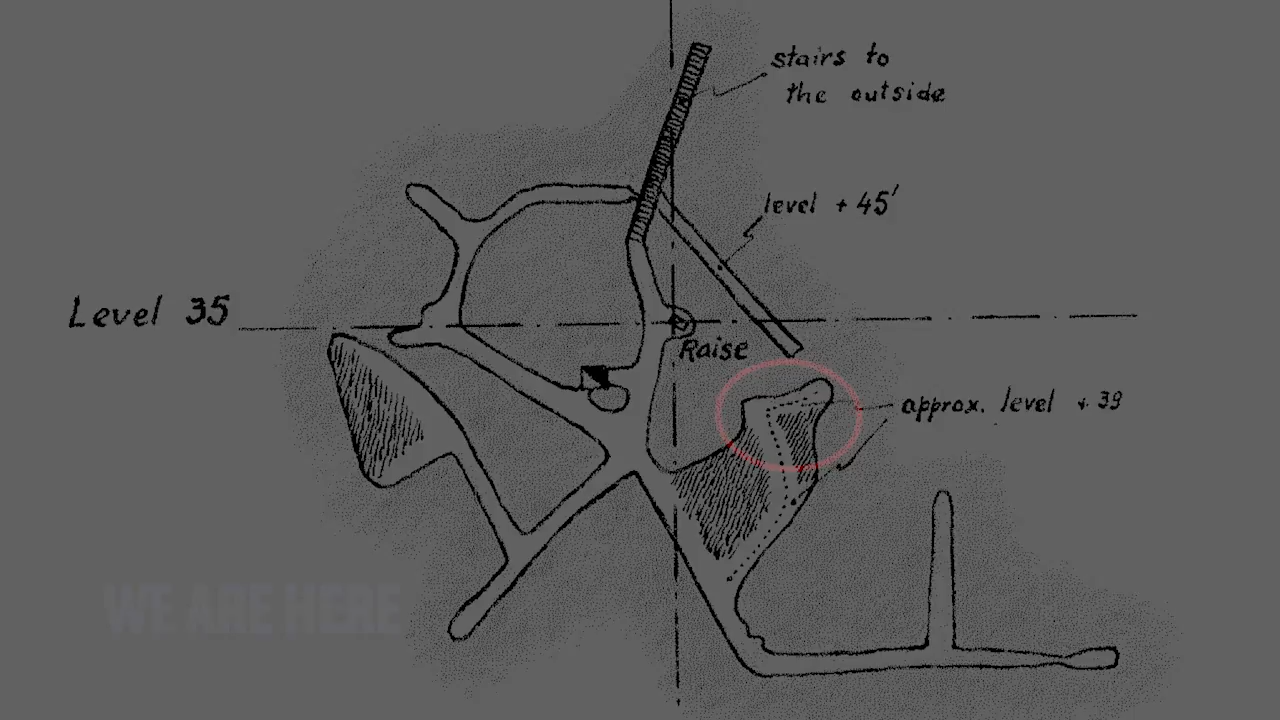 stairs to
the outside
level + 45'
Level 35
Raise
approx. level + 39
WE ARE HERE